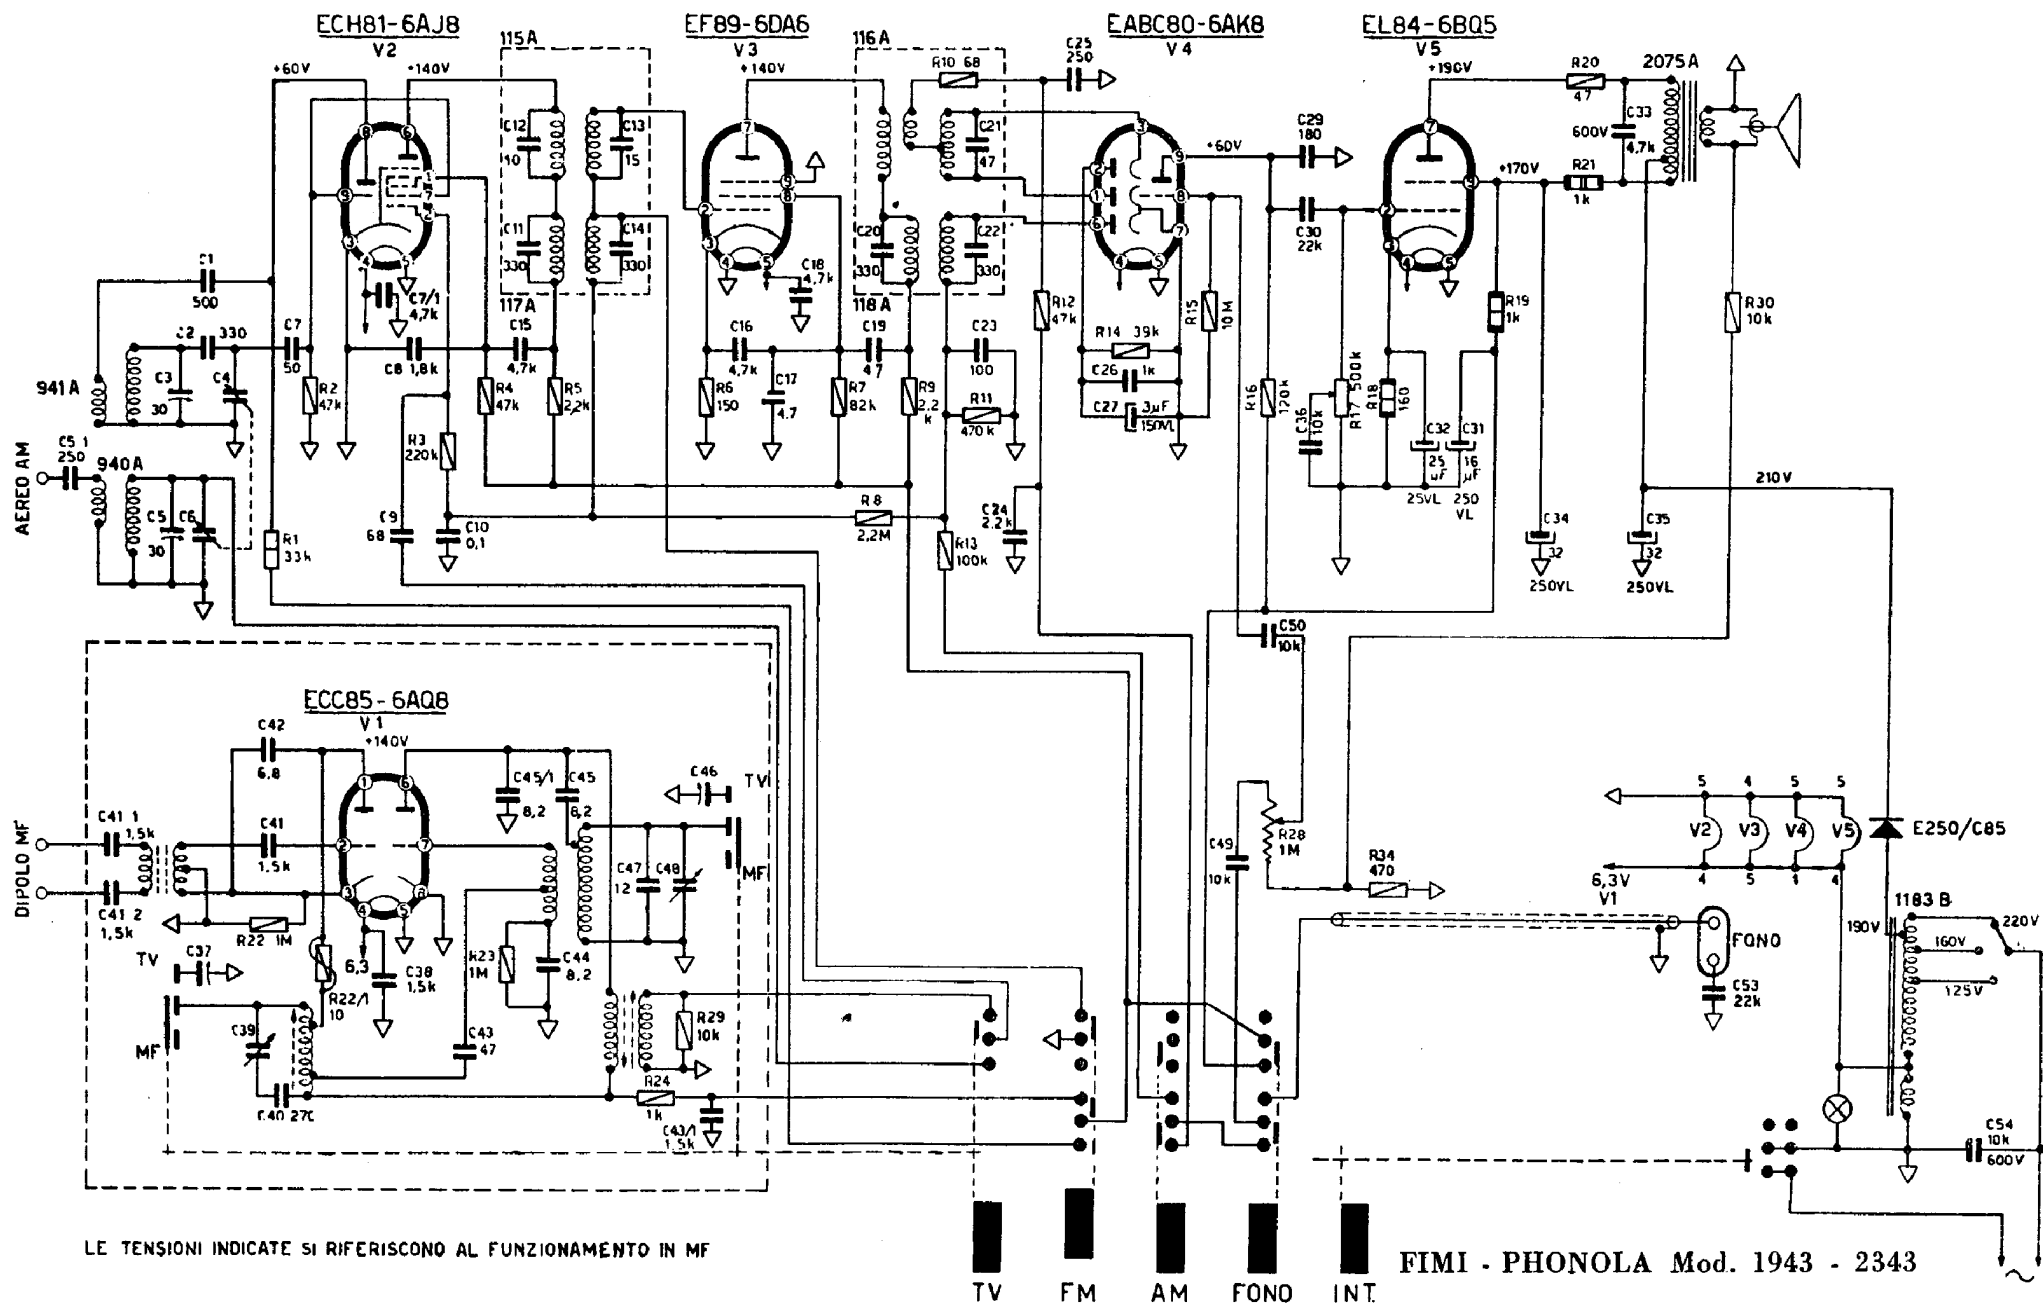 ECH81-6AJ8
V2
EF89-6DA6
V3
EABC80-6AK8
V4
EL84-6BQ5
V5
+60V
+140V
115A
+140V
116A
R10 68
C25
250
+190V
R20
47
2075A
C12
10
C13
15
C21
47
C29
180
C33
600V
4,7k
+60V
+170V
R21
1k
C11
330
C14
330
C20
330
C22
330
C30
22k
C1
500
C7/1
4,7k
117A
C18
4,7k
118A
R12
47k
R15
10M
R19
1k
R30
10k
C2
330
C7
50
C8 1,8k
C15
4,7k
C16
4,7k
C19
47
C23
100
R14 39k
C26
1k
C27
3µF
150VL
941A
C3
30
C4
R2
47k
R4
47k
R5
2,2k
R6
150
C17
4.7
R7
82k
R9
2.2
k
R11
470k
R16
120k
C36
10k
R17 500k
R18
160
C32
25
µF
25VL
C31
16
µF
250
VL
AEREO AM
C5 1
250
940A
R3
220k
C5
30
C6
R1
33k
C9
68
C10
0,1
R8
2,2M
R13
100k
C24
2.2k
C34
32
250VL
C35
32
250VL
210V
C50
10k
ECC85-6AQ8
V1
+140V
C42
6,8
C45/1
8,2
C45
8,2
C46
TV
MF
DIPOLO MF
C41 1
1,5k
C41
1,5k
C41 2
1,5k
C47
12
C48
R22 1M
TV
C37
6,3
C38
1,5k
R22/1
10
R23
1M
C44
8,2
C39
MF
C40 270
C43
47
R29
10k
R24
1k
C43/1
1,5k
C49
10k
R28
1M
R34
470
5
4
5
5
V2
V3
V4
V5
4
5
4
4
6,3V
V1
E250/C85
1183 B
190V
220V
160V
125V
FONO
C53
22k
C54
10k
600V
LE TENSIONI INDICATE SI RIFERISCONO AL FUNZIONAMENTO IN MF
TV
FM
AM
FONO
INT.
FIMI - PHONOLA Mod. 1943 - 2343